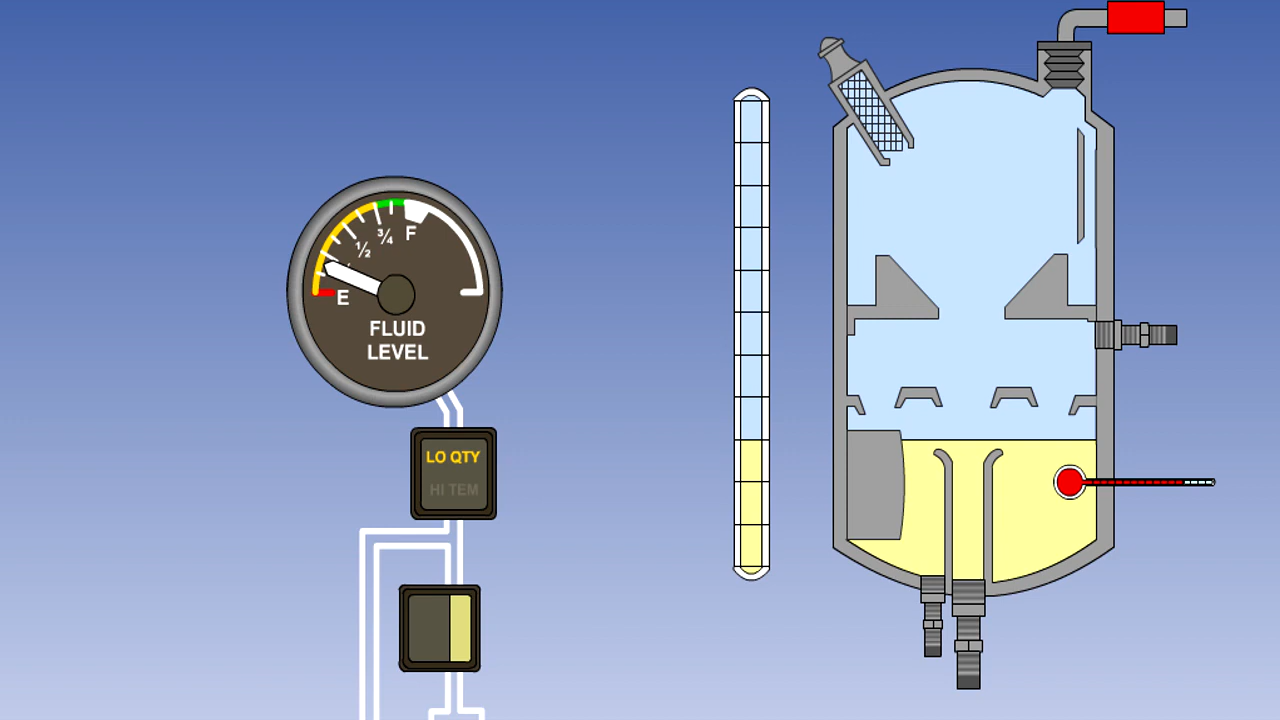 F
¾
½
E
FLUID
LEVEL
LO QTY
HI TEM